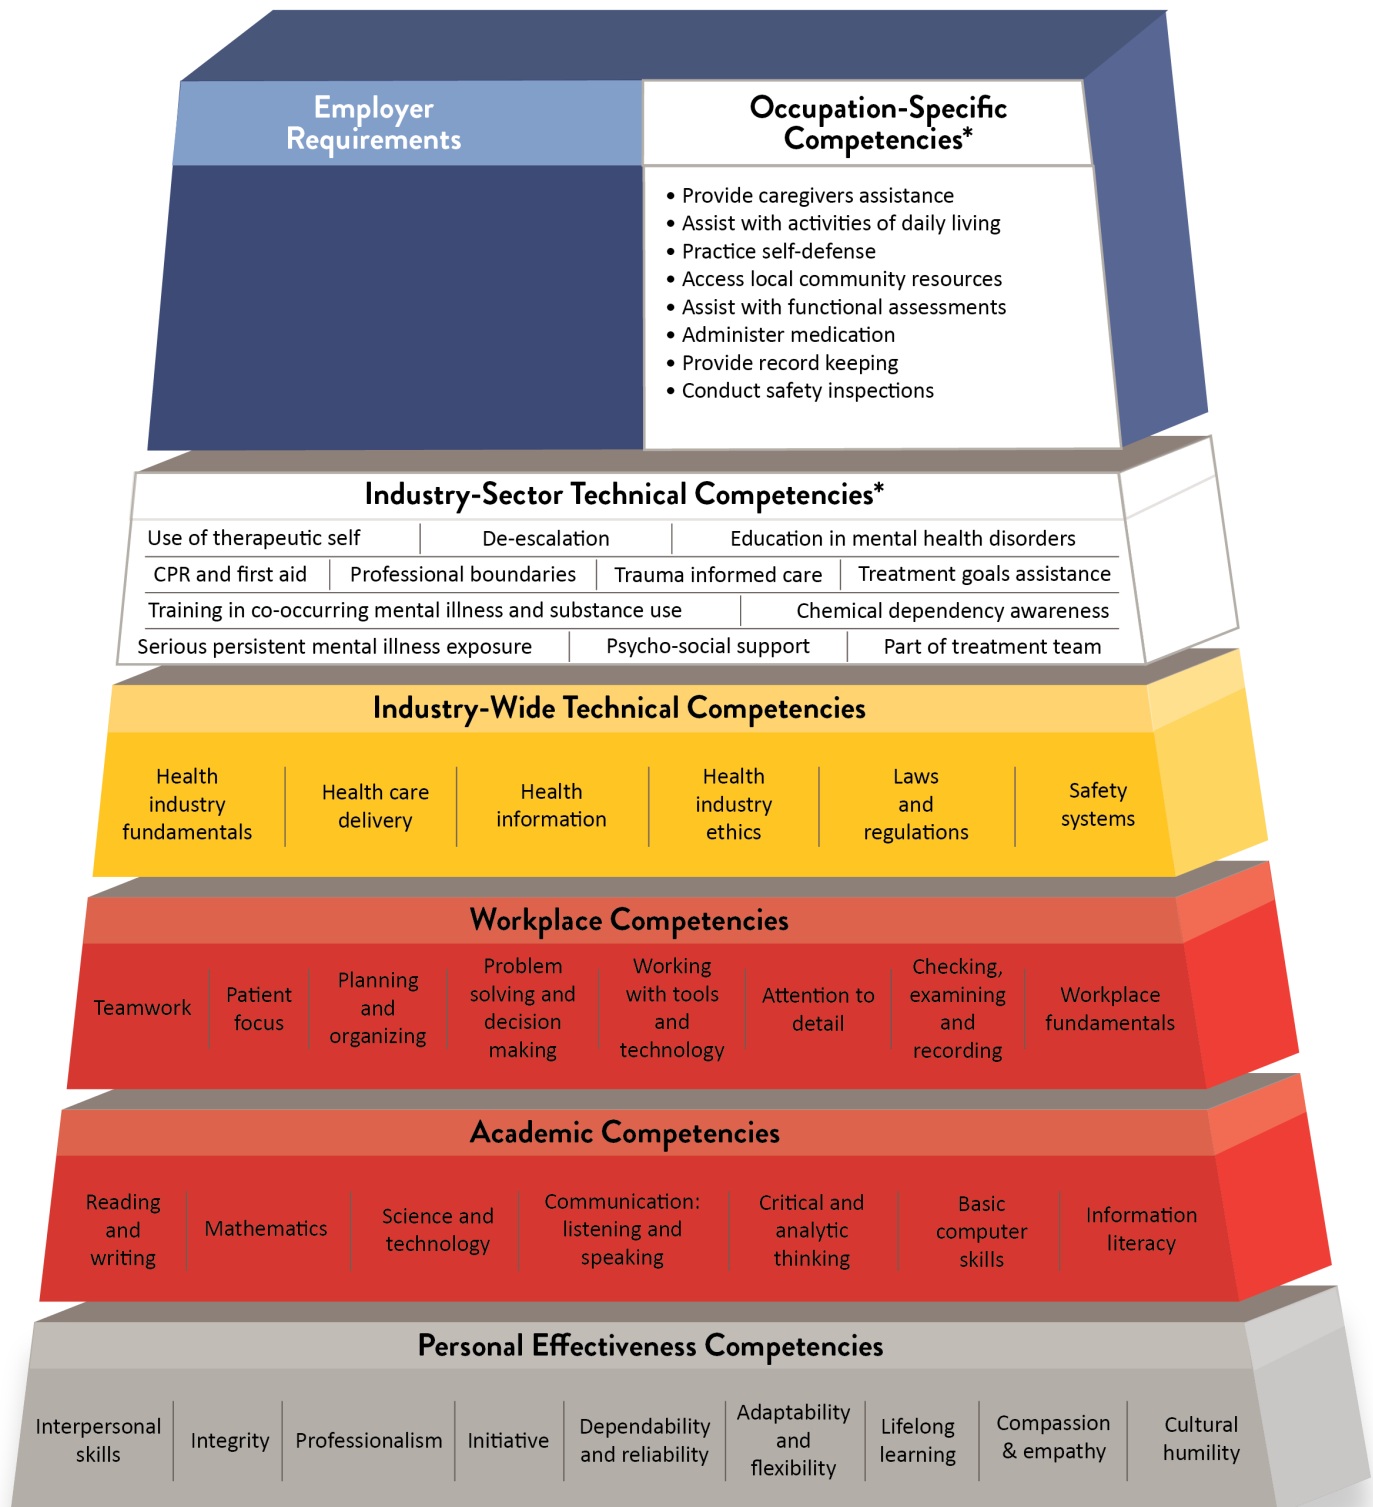 Employer
Requirements
Occupation-Specific
Competencies*
• Provide caregivers assistance
• Assist with activities of daily living
• Practice self-defense
• Access local community resources
• Assist with functional assessments
• Administer medication
• Provide record keeping
• Conduct safety inspections
Industry-Sector Technical Competencies*
Use of therapeutic self
De-escalation
Education in mental health disorders
CPR and first aid
Professional boundaries
Trauma informed care
Treatment goals assistance
Training in co-occurring mental illness and substance use
Chemical dependency awareness
Serious persistent mental illness exposure
Psycho-social support
Part of treatment team
Industry-Wide Technical Competencies
Health
industry
fundamentals
Health care
delivery
Health
information
Health
industry
ethics
Laws
and
regulations
Safety
systems
Workplace Competencies
Teamwork
Patient
focus
Planning
and
organizing
Problem
solving and
decision
making
Working
with tools
and
technology
Attention to
detail
Checking,
examining
and
recording
Workplace
fundamentals
Academic Competencies
Reading
and
writing
Mathematics
Science and
technology
Communication:
listening and
speaking
Critical and
analytic
thinking
Basic
computer
skills
Information
literacy
Personal Effectiveness Competencies
Interpersonal
skills
Integrity
Professionalism
Initiative
Dependability
and reliability
Adaptability
and
flexibility
Lifelong
learning
Compassion
& empathy
Cultural
humility